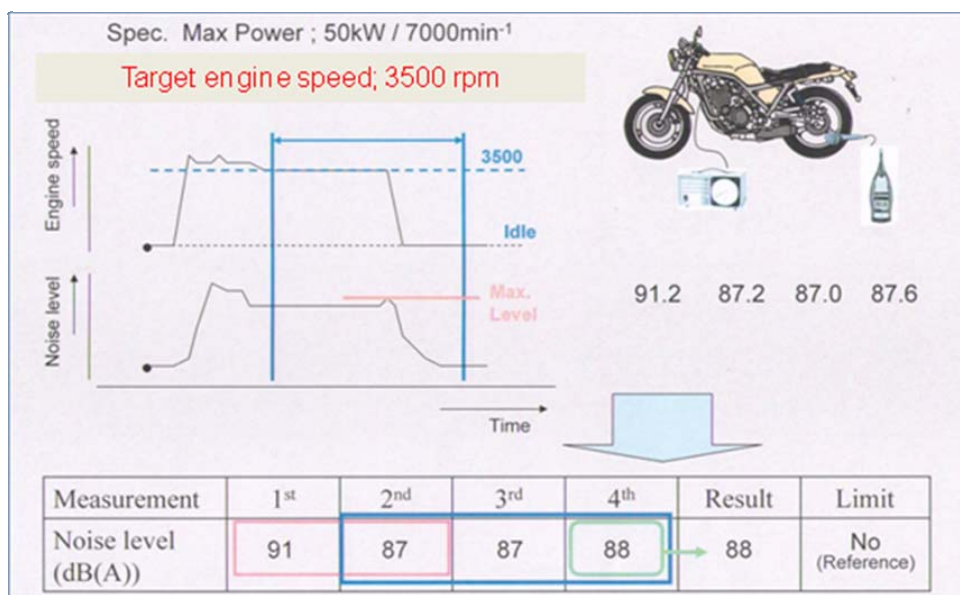 Spec. Max Power ; 50kW / 7000min-1
Target engine speed; 3500 rpm
Engine speed
3500
Idle
Noise level
Max.
Level
Time
91.2 87.2 87.0 87.6
Measurement 1st 2nd 3rd 4th Result Limit
Noise level
(dB(A)) 91 87 87 88 88 No
(Reference)